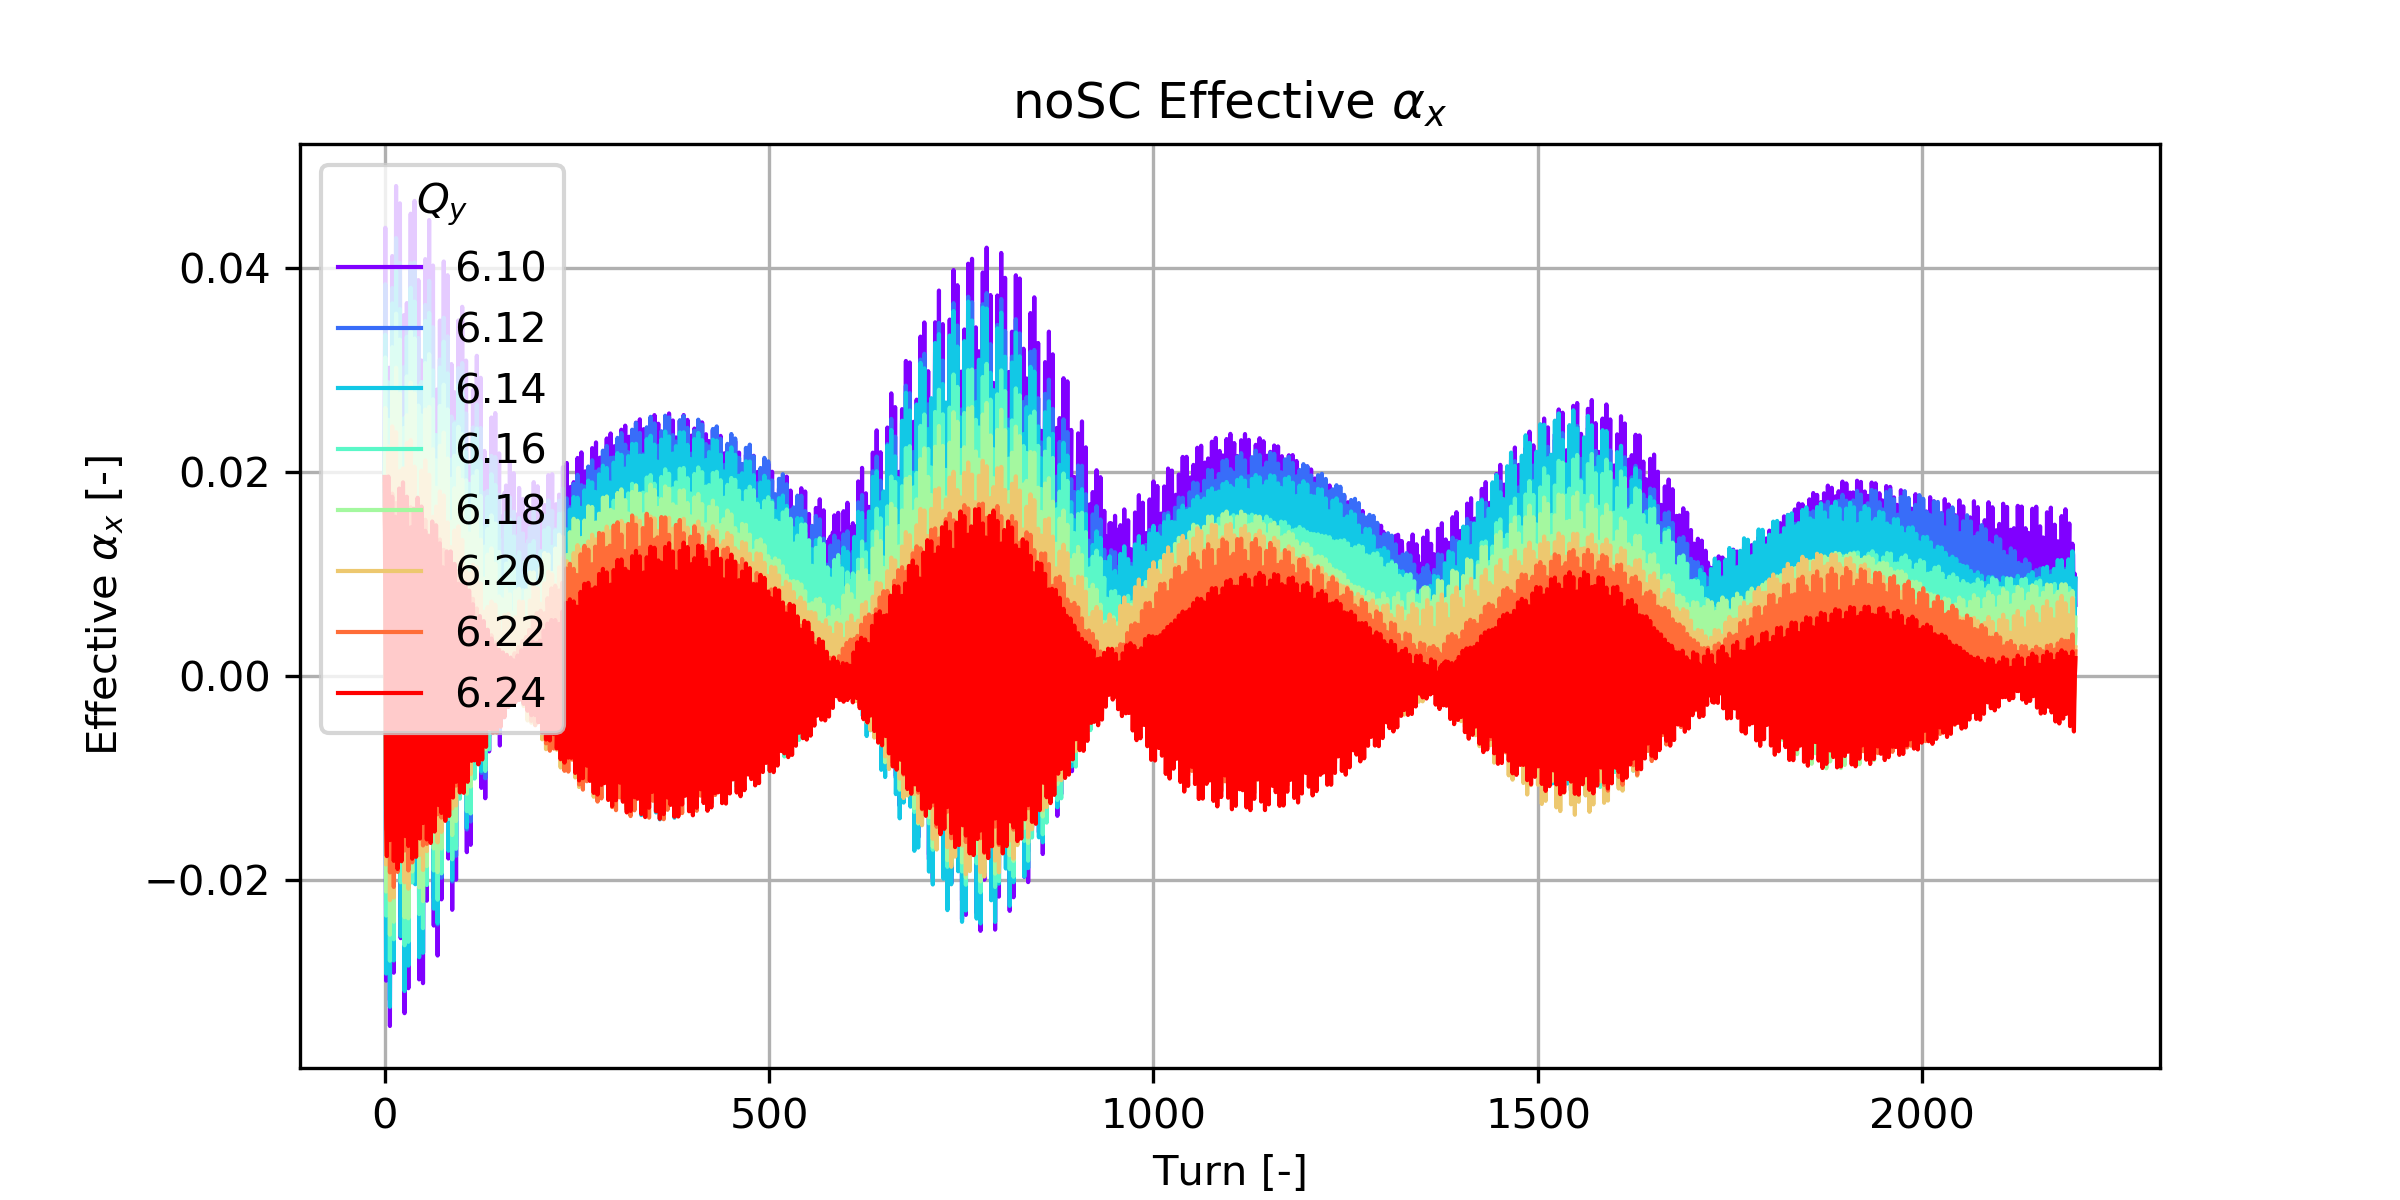 noSC Effective αx
Effective αx [-]
0.04
0.02
0.00
−0.02
Qy
6.10
6.12
6.14
6.16
6.18
6.20
6.22
6.24
0 500 1000 1500 2000
Turn [-]